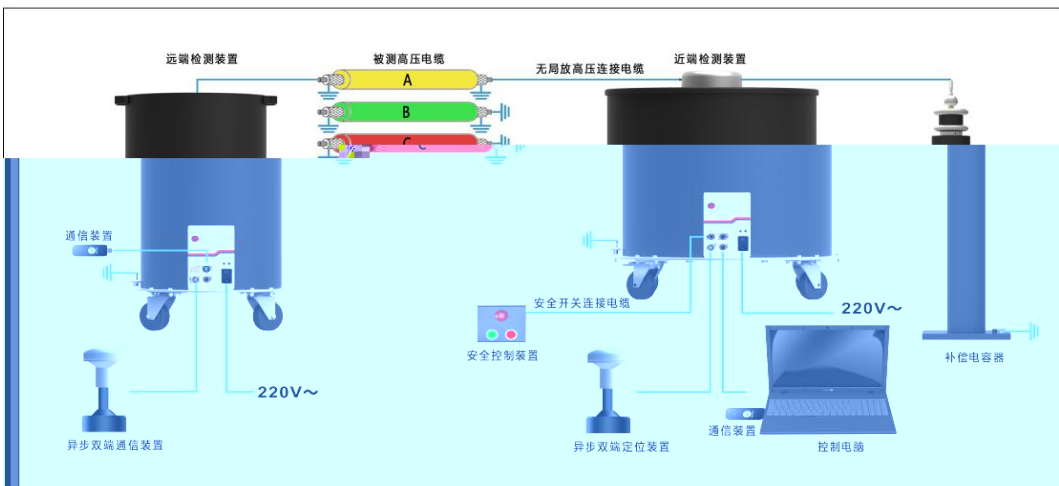 远端检测装置
被测高压电缆
近端检测装置
无局放高压连接电缆
A
B
C
通信装置
安全开关连接电缆
220V～
安全控制装置
补偿电容器
220V～
通信装置
异步双端通信装置
异步双端定位装置
控制电脑